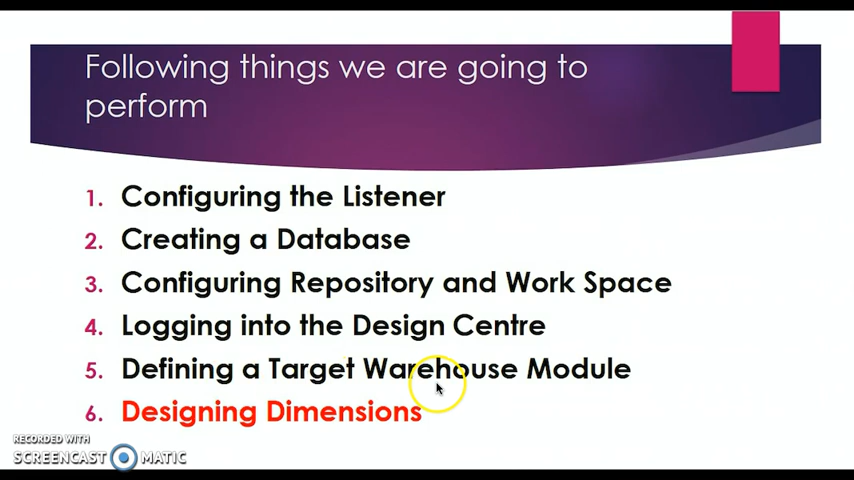 Following things we are going to
perform
1. Configuring the Listener
2. Creating a Database
3. Configuring Repository and Work Space
4. Logging into the Design Centre
5. Defining a Target Warehouse Module
6. Designing Dimensions
RECORDED WITH
SCREENCAST MATIC